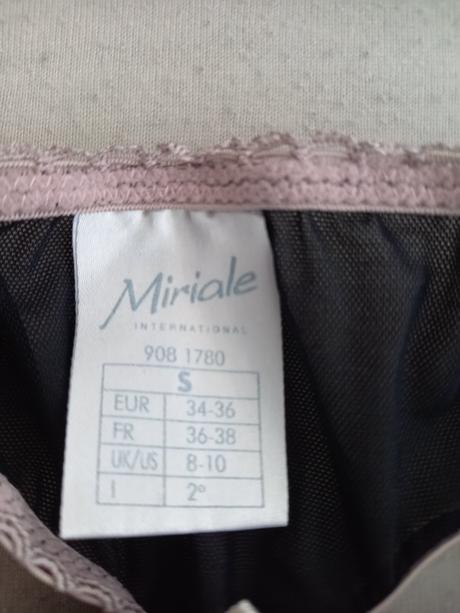 Miriale
INTERNATIONAL
908 1780
S
EUR 34-36
FR 36-38
UK/US 8-10
I 2°